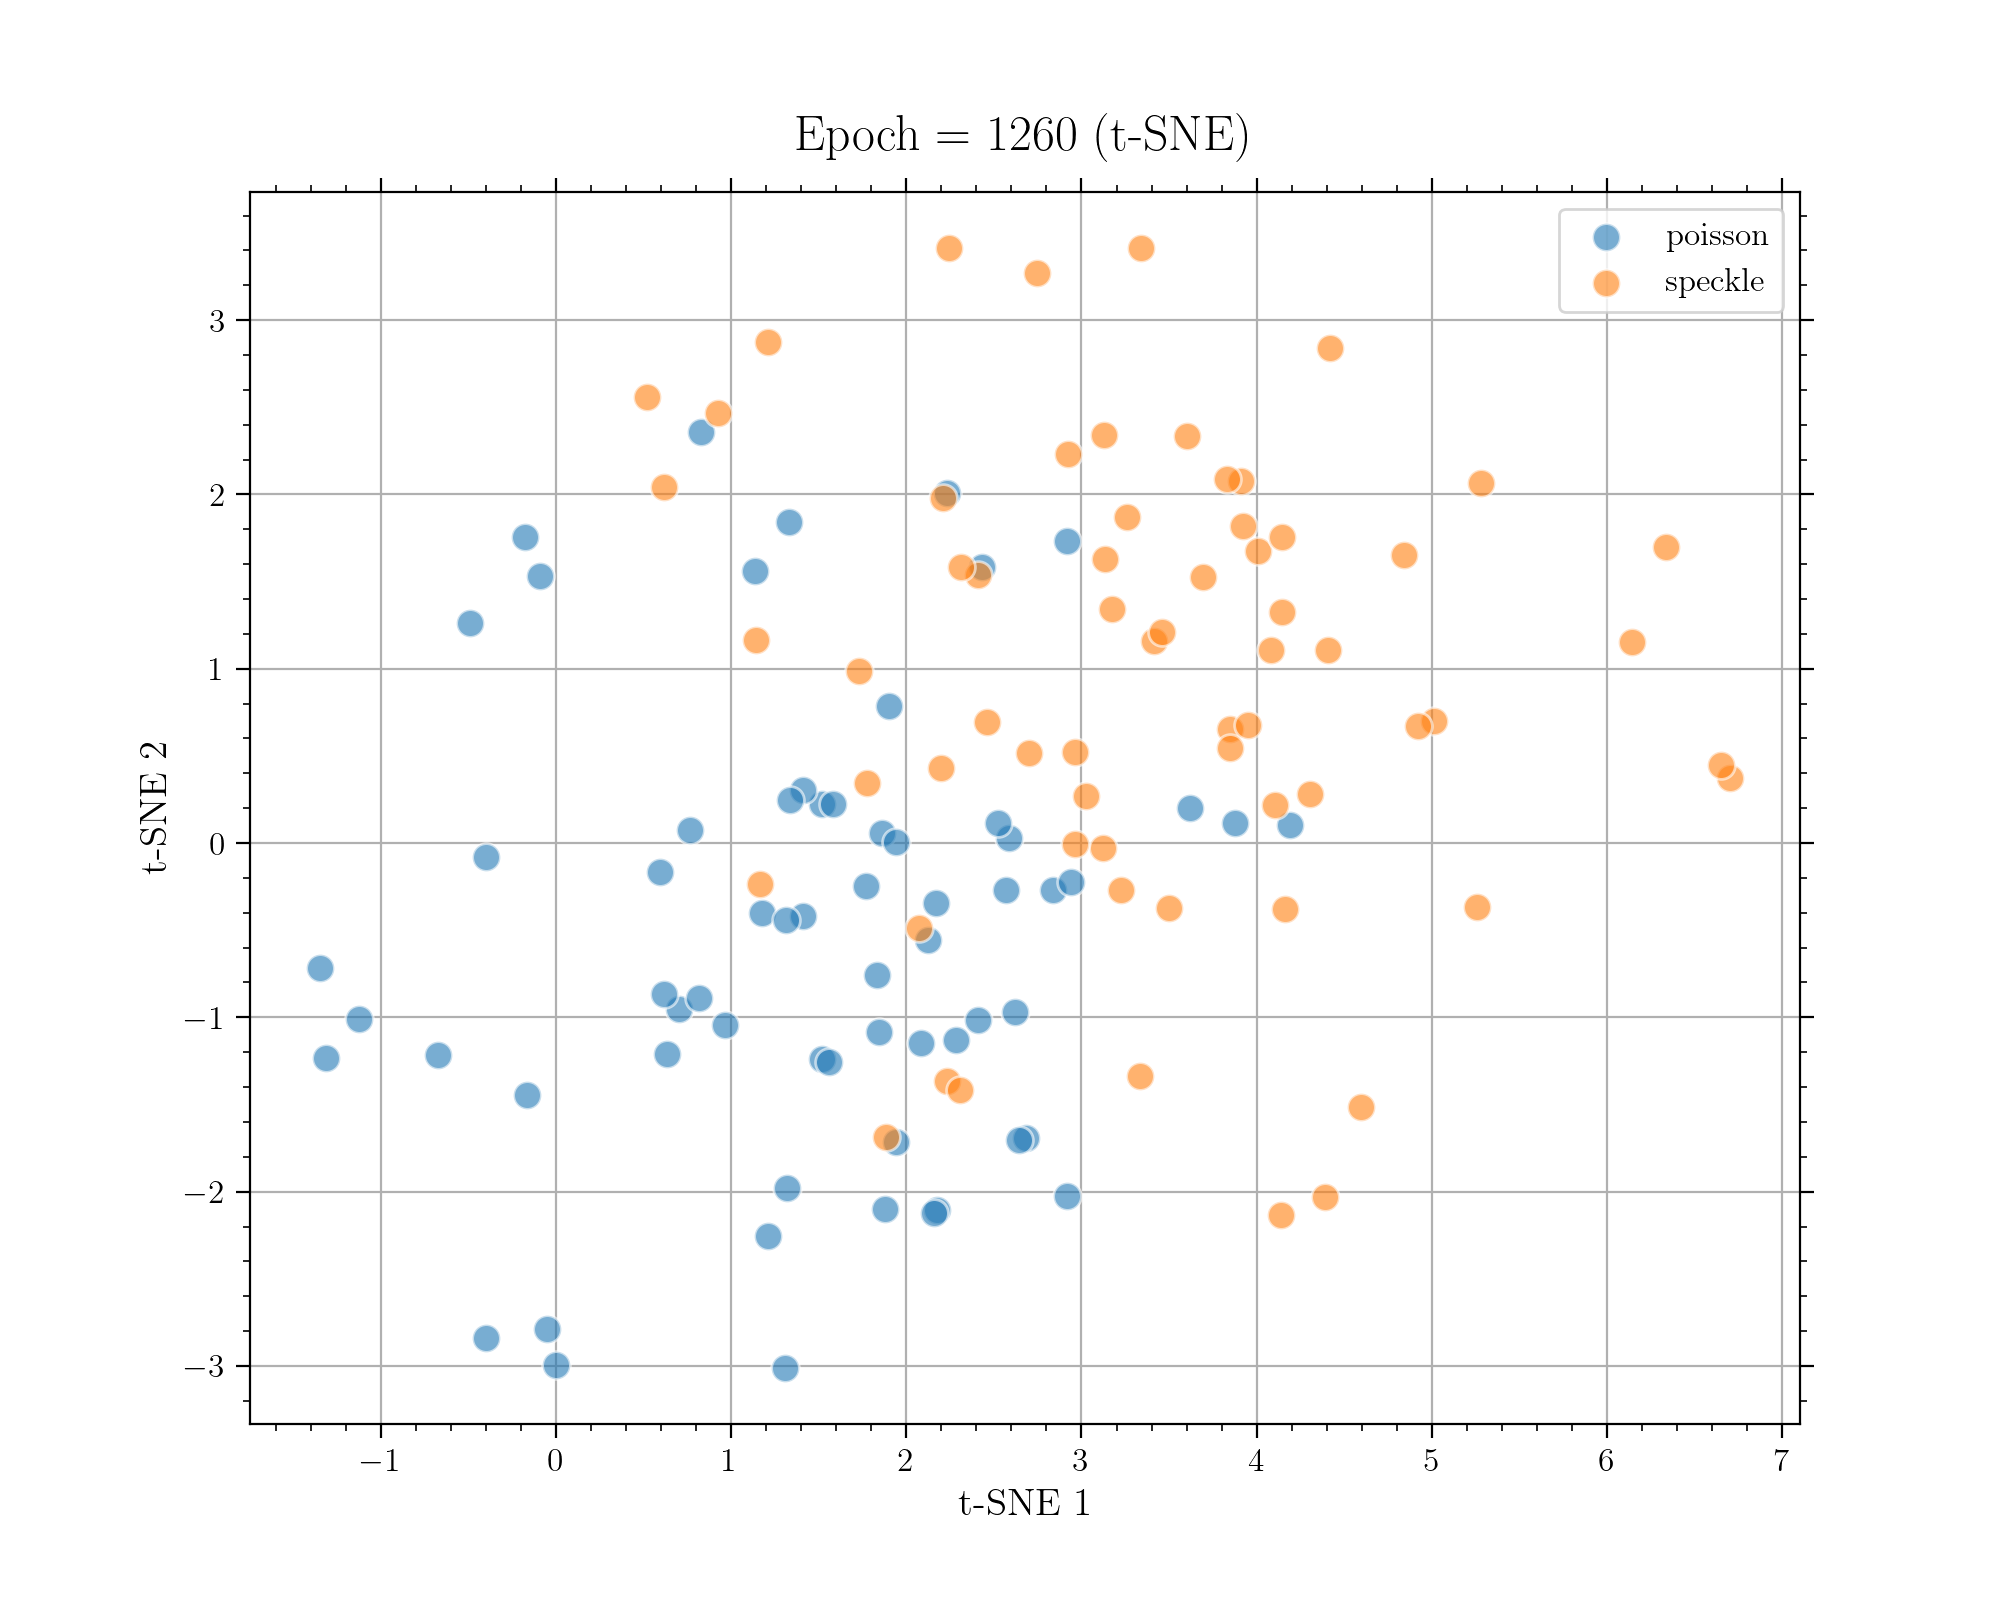 Epoch = 1260 (t-SNE)
poisson
speckle
3
2
1
0
−1
−2
−3
t-SNE 2
−1 0 1 2 3 4 5 6 7
t-SNE 1